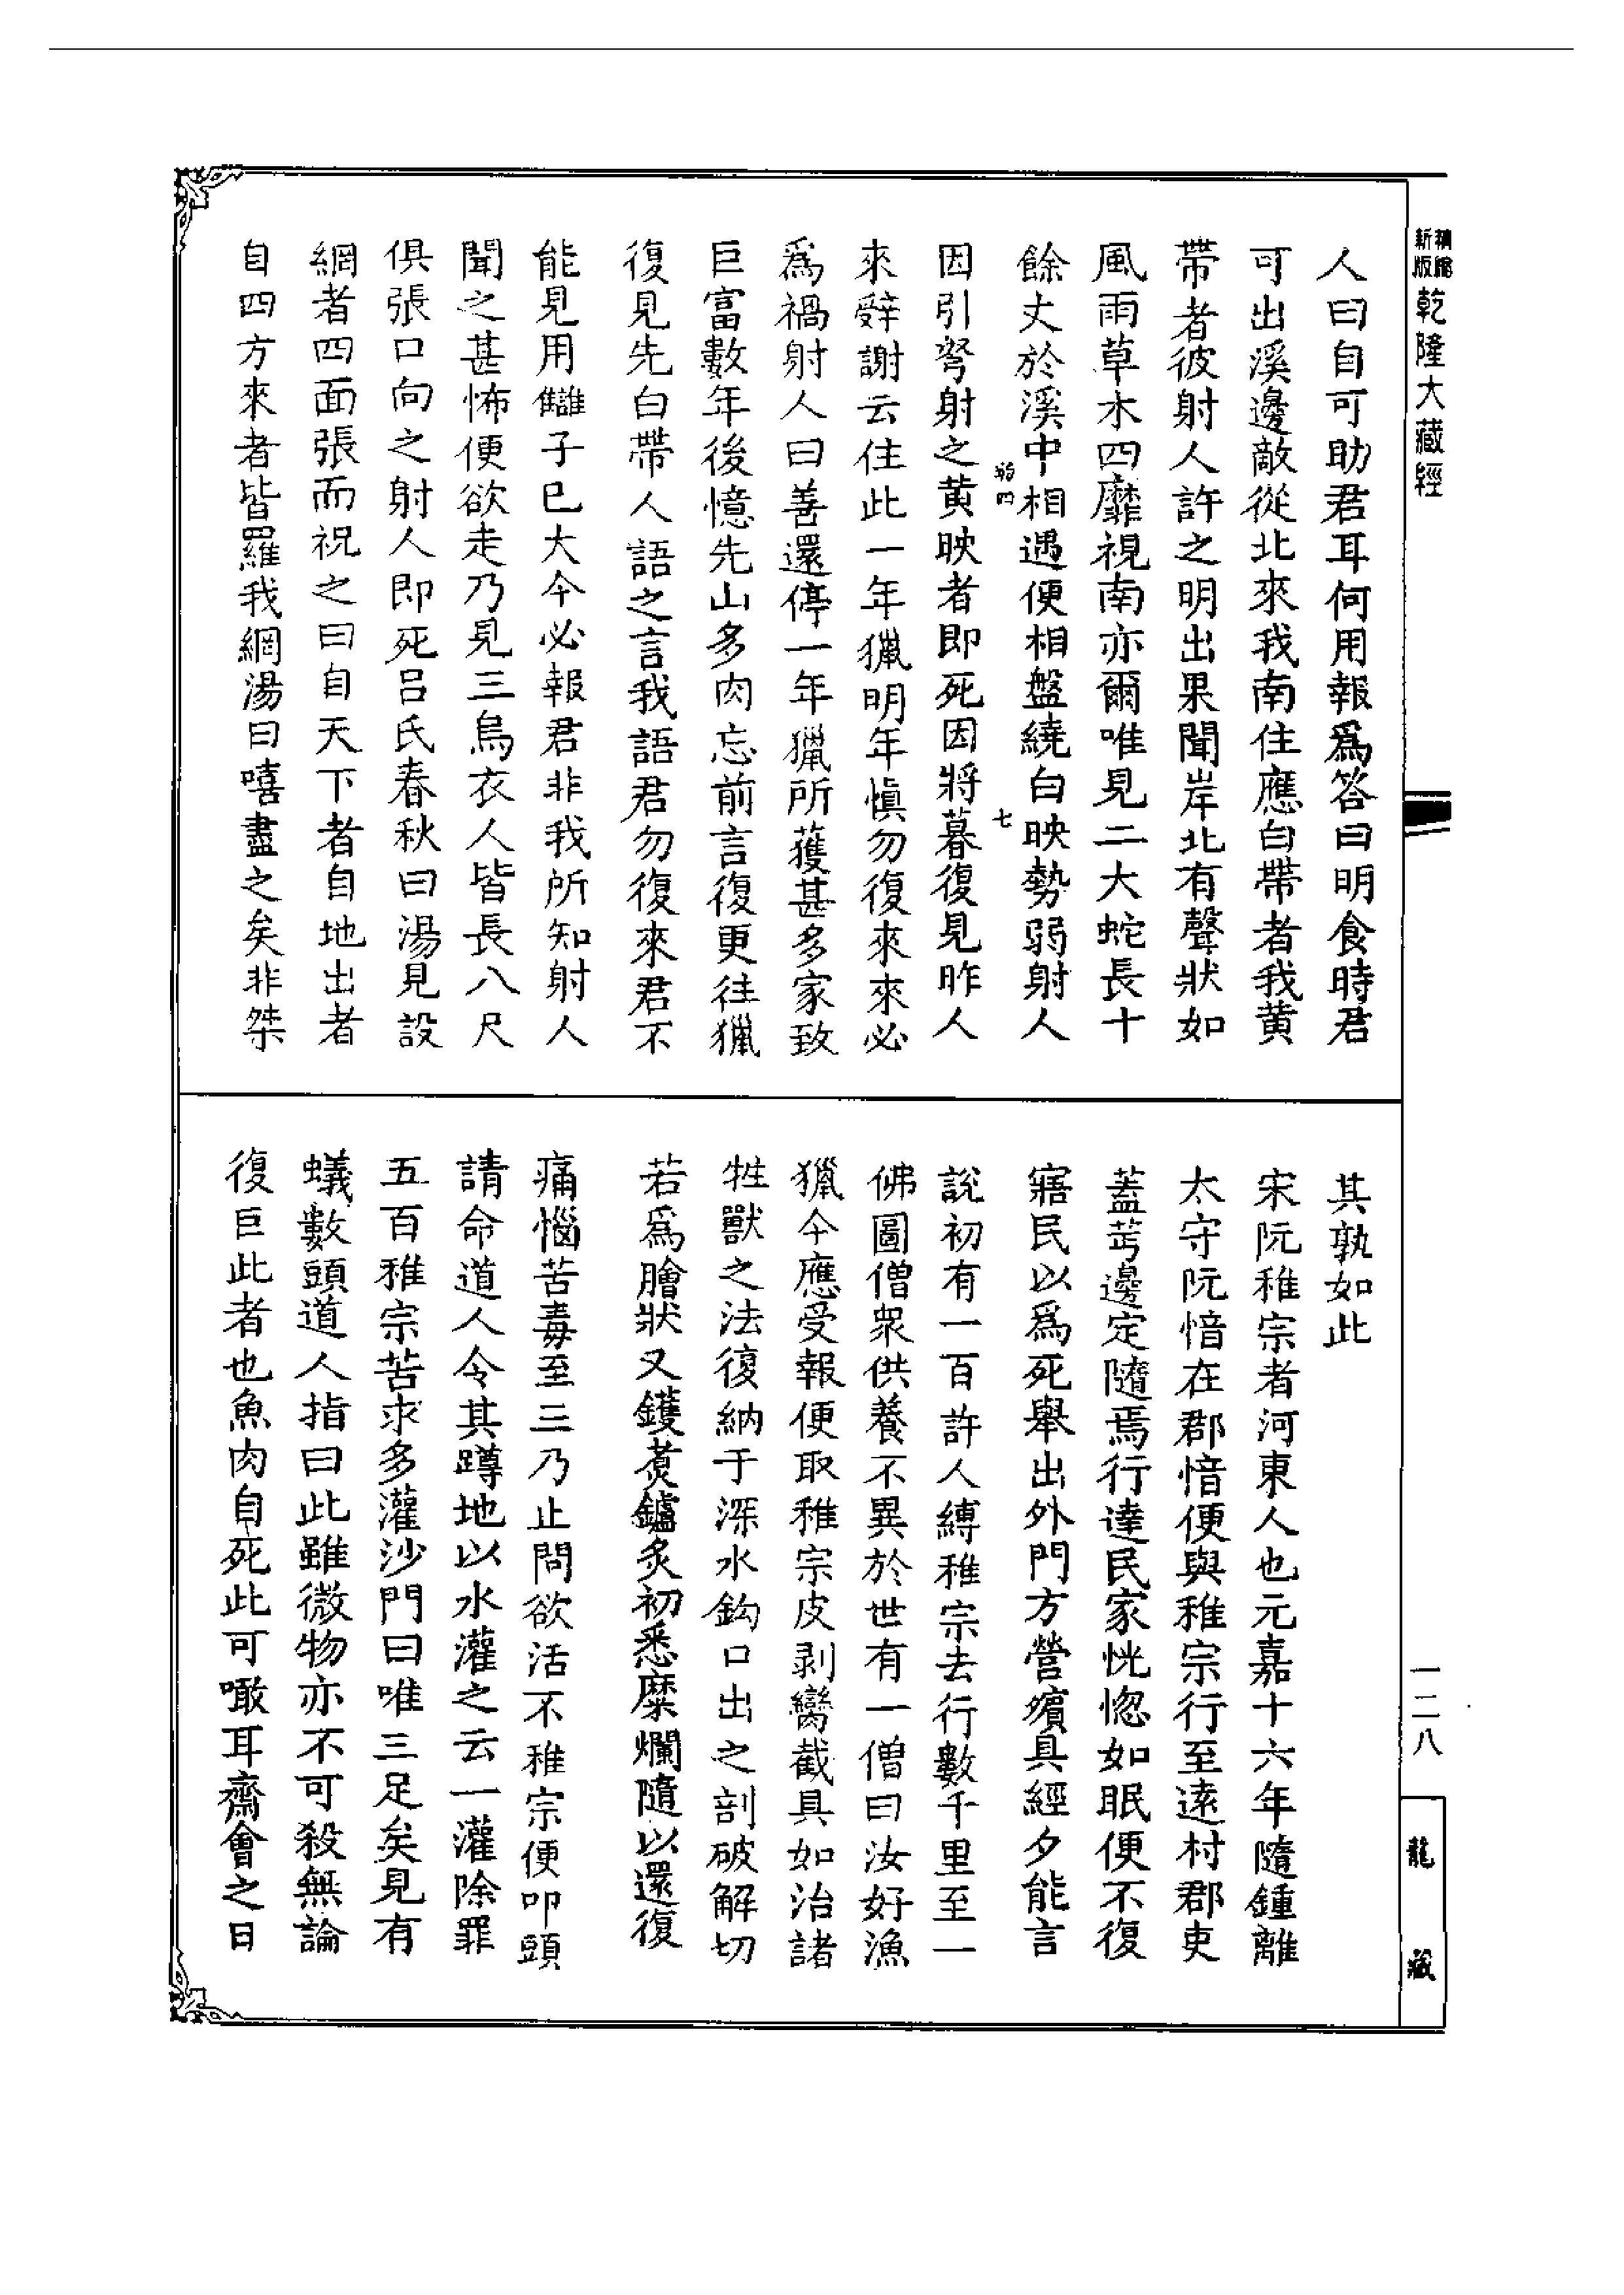 新版
精縮
乾隆大藏經
一二八
龍藏
人曰自可助君耳何用報爲答曰明食時君
可出溪邊敵從北來我南住應白帶者我黄
帶者彼射人許之明出果聞岸北有聲狀如
風雨草木四靡視南亦爾唯見二大蛇長十
餘丈於溪中相遇便相盤繞白映勢弱射人
七
因引弩射之黄映者即死因將暮復見昨人
來辤謝云住此一年獵明年愼勿復來來必
爲禍射人曰善還停一年獵所獲甚多家致
巨富數年後憶先山多肉忘前言復更往獵
復見先白帶人語之言我語君勿復來君不
能見用讎子巳大今必報君非我所知射人
聞之甚怖便欲走乃見三烏衣人皆長八尺
俱張口向之射人即死吕氏春秋曰湯見設
網者四面張而祝之曰自天下者自地出者
自四方來者皆羅我網湯曰嘻盡之矣非桀
其孰如此
宋阮稚宗者河東人也元嘉十六年隨鍾離
太守阮愔在郡愔便與稚宗行至逺村郡吏
蓋茍邊定隨焉行達民家恍惚如眠便不復
寤民以爲死舉出外門方營殯具經夕能言
說初有一百許人縛稚宗去行數千里至一
佛圖僧衆供養不異於世有一僧曰汝好漁
獵今應受報便取稚宗皮剥臠截具如治諸
牲獸之法復納于深水鈎口出之剖破解切
若爲膾狀又鑊煑鑪炙初悉糜爛隨以還復
痛惱苦毒至三乃止問欲活不稚宗便叩頭
請命道人令其蹲地以水灌之云一灌除罪
五百稚宗苦求多灌沙門曰唯三足矣見有
蟻數頭道人指曰此雖微物亦不可殺無論
復巨此者也魚肉自死此可噉耳齋會之日